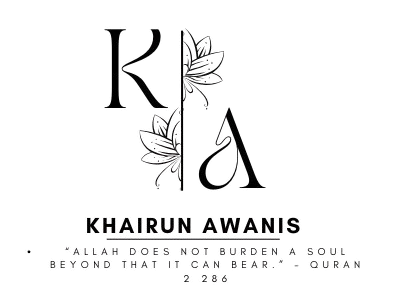 K A
KHAIRUN AWANIS
• "ALLAH DOES NOT BURDEN A SOUL
BEYOND THAT IT CAN BEAR." – QURAN
2 286